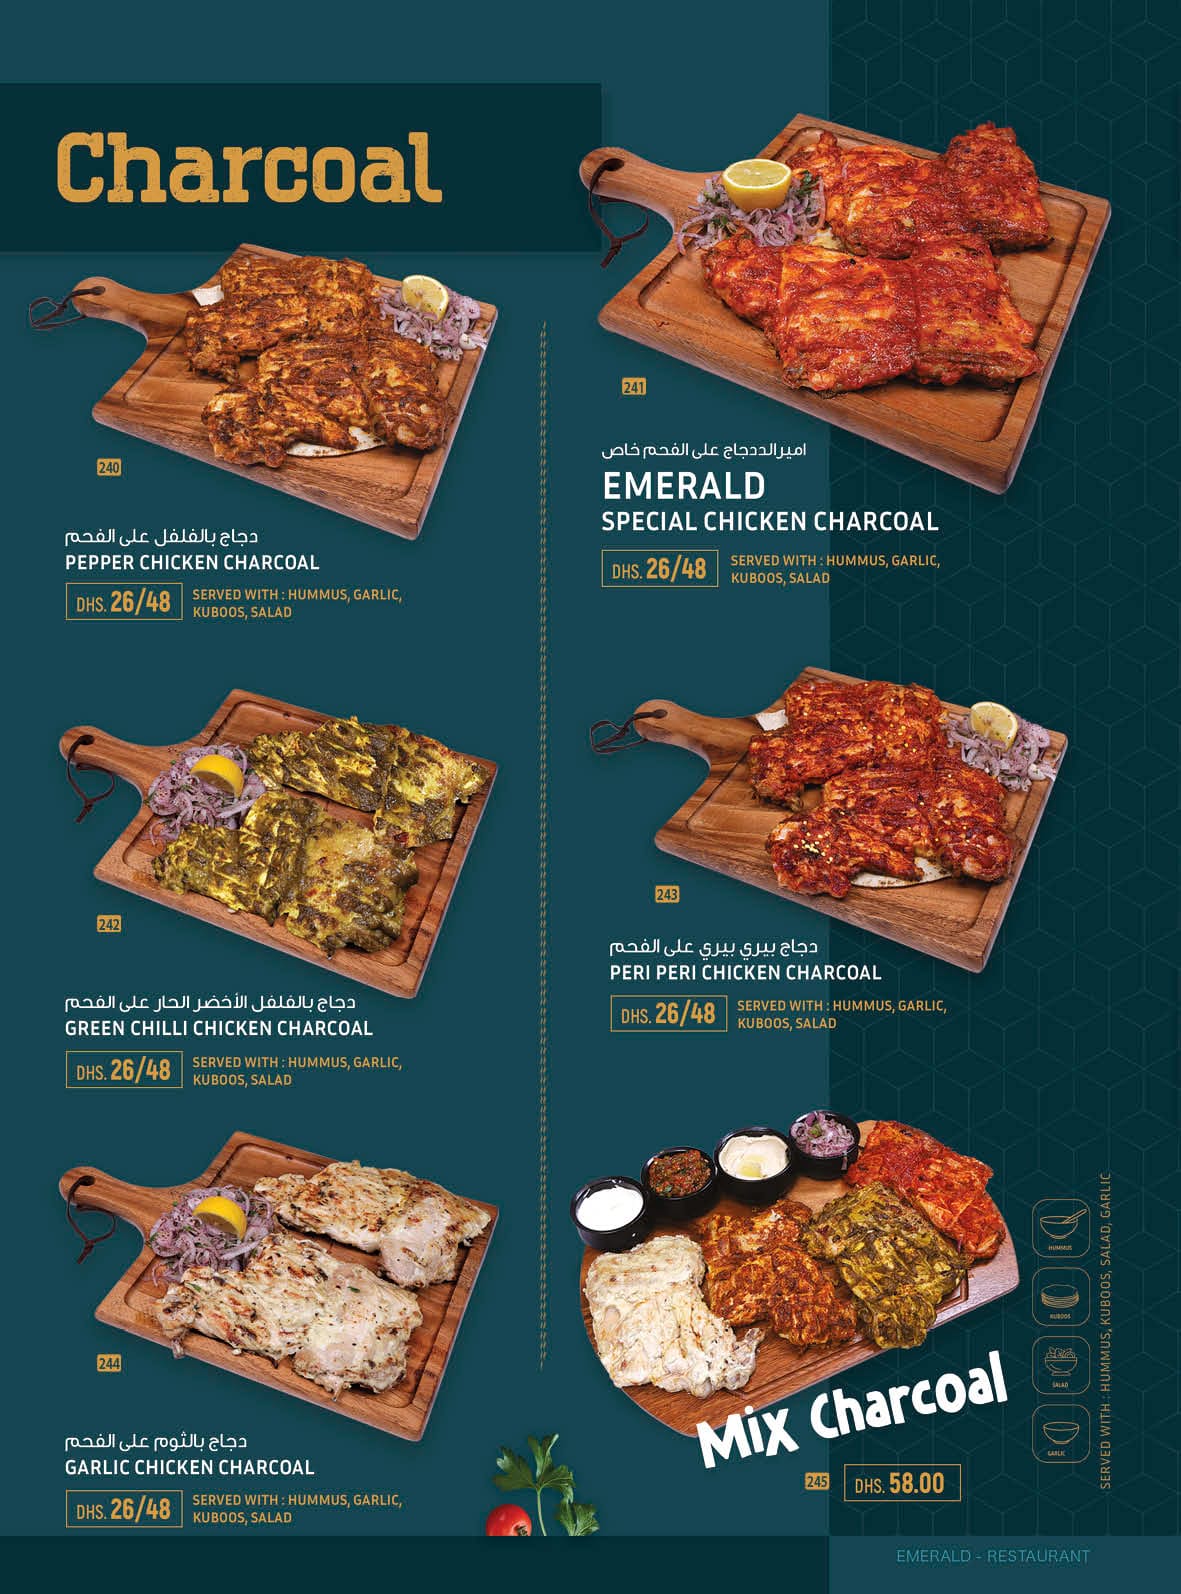 Charcoal
240
دجاج بالفلفل على الفحم
PEPPER CHICKEN CHARCOAL
DHS. 26/48
SERVED WITH : HUMMUS, GARLIC,
KUBOOS, SALAD
241
اميرالددجاج على الفحم خاص
EMERALD
SPECIAL CHICKEN CHARCOAL
DHS. 26/48
SERVED WITH : HUMMUS, GARLIC,
KUBOOS, SALAD
242
دجاج بالفلفل الأخضر الحار على الفحم
GREEN CHILLI CHICKEN CHARCOAL
DHS. 26/48
SERVED WITH : HUMMUS, GARLIC,
KUBOOS, SALAD
243
دجاج بيري بيري على الفحم
PERI PERI CHICKEN CHARCOAL
DHS. 26/48
SERVED WITH : HUMMUS, GARLIC,
KUBOOS, SALAD
244
دجاج بالثوم على الفحم
GARLIC CHICKEN CHARCOAL
DHS. 26/48
SERVED WITH : HUMMUS, GARLIC,
KUBOOS, SALAD
Mix Charcoal
245
DHS. 58.00
HUMMUS
KUBOOS
SALAD
GARLIC
SERVED WITH : HUMMUS, KUBOOS, SALAD, GARLIC
EMERALD - RESTAURANT